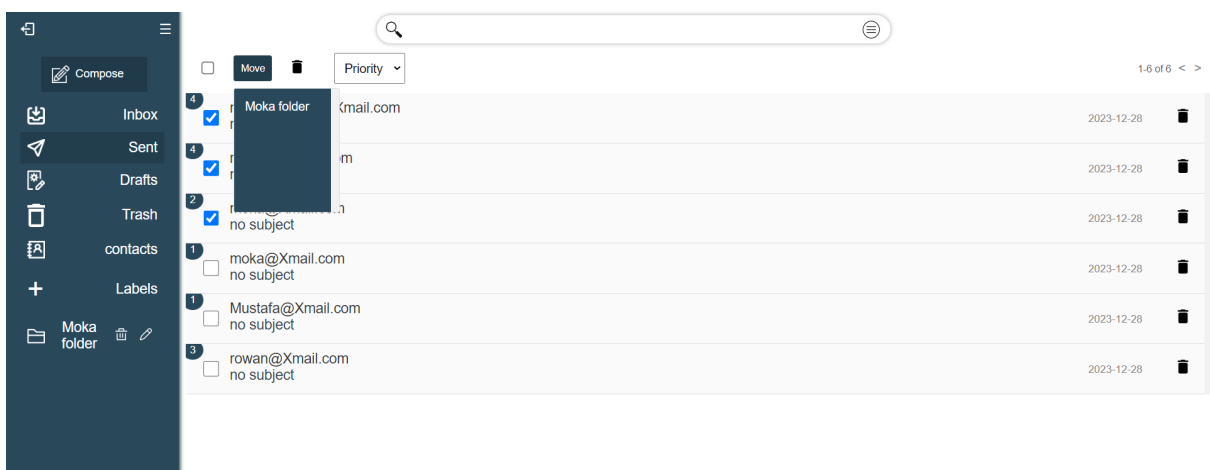 Compose
Move
Priority
1-6 of 6 < >
Inbox
Sent
Drafts
Trash
contacts
Labels
Moka
folder
Moka folder
4
Xmail.com
2023-12-28
4
om
2023-12-28
2
no subject
2023-12-28
1
moka@Xmail.com
no subject
2023-12-28
1
Mustafa@Xmail.com
no subject
2023-12-28
3
rowan@Xmail.com
no subject
2023-12-28